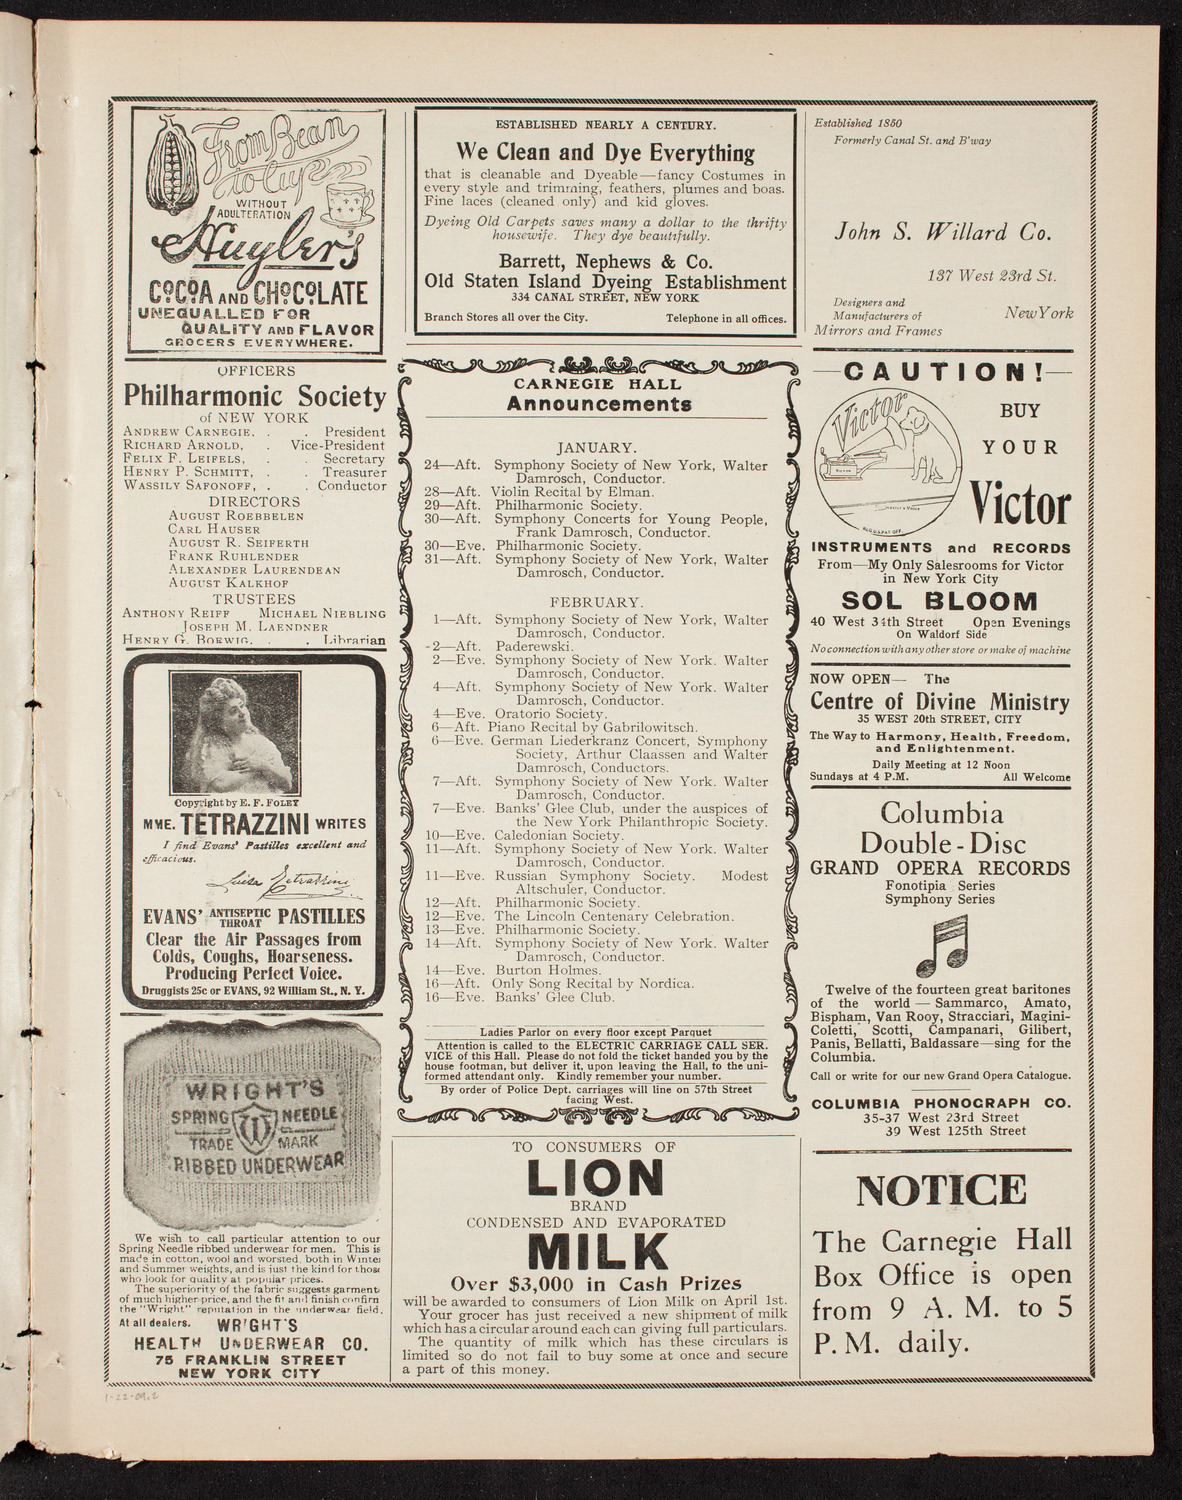 From Bean
to Cup
WITHOUT
ADULTERATION
Huyler's
COCOA AND CHOCOLATE
UNEQUALLED FOR
QUALITY AND FLAVOR
GROCERS EVERYWHERE.
OFFICERS
Philharmonic Society
of NEW YORK
ANDREW CARNEGIE, . . President
RICHARD ARNOLD, . Vice-President
FELIX F. LEIFELS, . . Secretary
HENRY P. SCHMITT, . . Treasurer
WASSILY SAFONOFF, . . Conductor
DIRECTORS
AUGUST ROEBBELEN
CARL HAUSER
AUGUST R. SEIFERTH
FRANK RUHLENDER
ALEXANDER LAURENDEAN
AUGUST KALKHOF
TRUSTEES
ANTHONY REIFF MICHAEL NIEBLING
JOSEPH M. LAENDNER
HENRY G. BOEWIG, . . Librarian
Copyright by E. F. FOLEY
MME. TETRAZZINI WRITES
I find Evans' Pastilles excellent and
efficacious.
Luisa Tetrazzini
EVANS' ANTISEPTIC THROAT PASTILLES
Clear the Air Passages from
Colds, Coughs, Hoarseness.
Producing Perfect Voice.
Druggists 25c or EVANS, 92 William St., N. Y.
WRIGHT'S
SPRING W NEEDLE
TRADE MARK
RIBBED UNDERWEAR
We wish to call particular attention to our
Spring Needle ribbed underwear for men. This is
made in cotton, wool and worsted, both in Winter
and Summer weights, and is just the kind for those
who look for quality at popular prices.
The superiority of the fabric suggests garment
of much higher price, and the fit and finish confirm
the "Wright" reputation in the underwear field.
At all dealers. WRIGHT'S
HEALTH UNDERWEAR CO.
75 FRANKLIN STREET
NEW YORK CITY
ESTABLISHED NEARLY A CENTURY.
We Clean and Dye Everything
that is cleanable and Dyeable—fancy Costumes in
every style and trimming, feathers, plumes and boas.
Fine laces (cleaned only) and kid gloves.
Dyeing Old Carpets saves many a dollar to the thrifty
housewife. They dye beautifully.
Barrett, Nephews & Co.
Old Staten Island Dyeing Establishment
334 CANAL STREET, NEW YORK
Branch Stores all over the City. Telephone in all offices.
CARNEGIE HALL
Announcements
JANUARY.
24—Aft. Symphony Society of New York, Walter
Damrosch, Conductor.
28—Aft. Violin Recital by Elman.
29—Aft. Philharmonic Society.
30—Aft. Symphony Concerts for Young People,
Frank Damrosch, Conductor.
30—Eve. Philharmonic Society.
31—Aft. Symphony Society of New York, Walter
Damrosch, Conductor.
FEBRUARY.
1—Aft. Symphony Society of New York, Walter
Damrosch, Conductor.
-2—Aft. Paderewski.
2—Eve. Symphony Society of New York. Walter
Damrosch, Conductor.
4—Aft. Symphony Society of New York. Walter
Damrosch, Conductor.
4—Eve. Oratorio Society.
6—Aft. Piano Recital by Gabrilowitsch.
6—Eve. German Liederkranz Concert, Symphony
Society, Arthur Claassen and Walter
Damrosch, Conductors.
7—Aft. Symphony Society of New York. Walter
Damrosch, Conductor.
7—Eve. Banks' Glee Club, under the auspices of
the New York Philanthropic Society.
10—Eve. Caledonian Society.
11—Aft. Symphony Society of New York. Walter
Damrosch, Conductor.
11—Eve. Russian Symphony Society. Modest
Altschuler, Conductor.
12—Aft. Philharmonic Society.
12—Eve. The Lincoln Centenary Celebration.
13—Eve. Philharmonic Society.
14—Aft. Symphony Society of New York. Walter
Damrosch, Conductor.
14—Eve. Burton Holmes.
16—Aft. Only Song Recital by Nordica.
16—Eve. Banks' Glee Club.
Ladies Parlor on every floor except Parquet
Attention is called to the ELECTRIC CARRIAGE CALL SER.
VICE of this Hall. Please do not fold the ticket handed you by the
house footman, but deliver it, upon leaving the Hall, to the uni-
formed attendant only. Kindly remember your number.
By order of Police Dept. carriages will line on 57th Street
facing West.
TO CONSUMERS OF
LION
BRAND
CONDENSED AND EVAPORATED
MILK
Over $3,000 in Cash Prizes
will be awarded to consumers of Lion Milk on April 1st.
Your grocer has just received a new shipment of milk
which has a circular around each can giving full particulars.
The quantity of milk which has these circulars is
limited so do not fail to buy some at once and secure
a part of this money.
Established 1850
Formerly Canal St. and B'way
John S. Willard Co.
137 West 23rd St.
Designers and
Manufacturers of
Mirrors and Frames
New York
CAUTION!
Victor
BUY
YOUR
Victor
INSTRUMENTS and RECORDS
From—My Only Salesrooms for Victor
in New York City
SOL BLOOM
40 West 34th Street Open Evenings
On Waldorf Side
No connection with any other store or make of machine
NOW OPEN— The
Centre of Divine Ministry
35 WEST 20th STREET, CITY
The Way to Harmony, Health, Freedom,
and Enlightenment.
Daily Meeting at 12 Noon
Sundays at 4 P.M. All Welcome
Columbia
Double-Disc
GRAND OPERA RECORDS
Fonotipia Series
Symphony Series
Twelve of the fourteen great baritones
of the world — Sammarco, Amato,
Bispham, Van Rooy, Stracciari, Magini-
Coletti, Scotti, Campanari, Gilibert,
Panis, Bellatti, Baldassare—sing for the
Columbia.
Call or write for our new Grand Opera Catalogue.
COLUMBIA PHONOGRAPH CO.
35-37 West 23rd Street
39 West 125th Street
NOTICE
The Carnegie Hall
Box Office is open
from 9 A. M. to 5
P. M. daily.
1-22-09.2